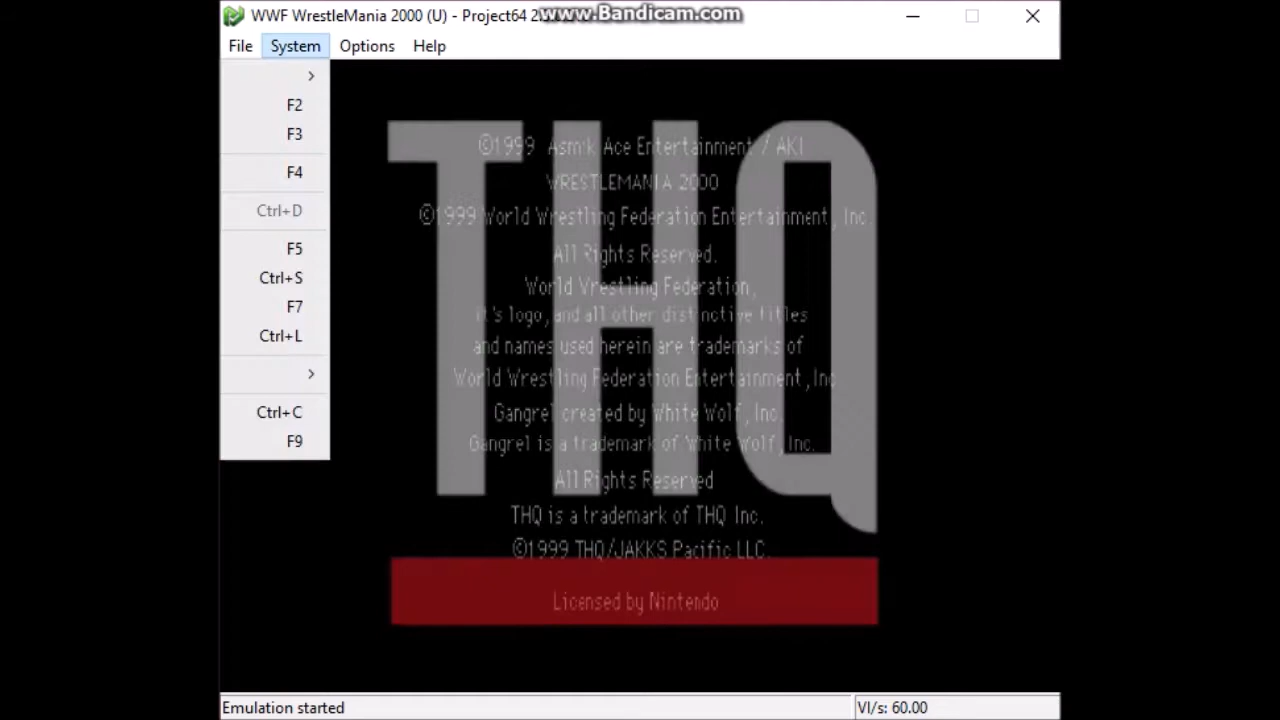 WWF WrestleMania 2000 (U) - Project64 2.
www.Bandicam.com
File System Options Help
F2
F3
F4
Ctrl+D
F5
Ctrl+S
F7
Ctrl+L
Ctrl+C
F9
THQ
©1999 Asmik Ace Entertainment / AKI
WRESTLEMANIA 2000
©1999 World Wrestling Federation Entertainment, Inc.
All Rights Reserved.
World Wrestling Federation,
it's logo, and all other distinctive titles
and names used herein are trademarks of
World Wrestling Federation Entertainment, Inc
Gangrel created by White Wolf, Inc.
Gangrel is a trademark of White Wolf, Inc.
All Rights Reserved
THQ is a trademark of THQ Inc.
©1999 THQ/JAKKS Pacific LLC.
Licensed by Nintendo
Emulation started
VI/s: 60.00